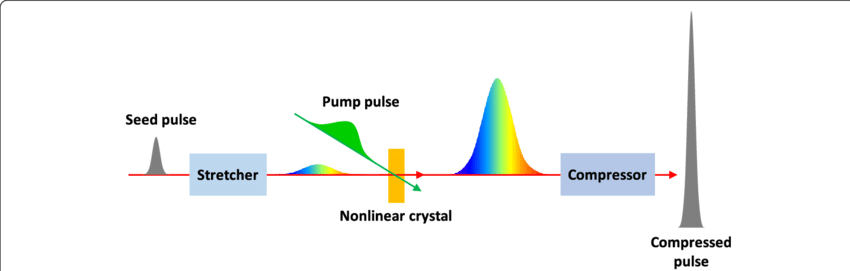 Seed pulse
Stretcher
Pump pulse
Nonlinear crystal
Compressor
Compressed
pulse